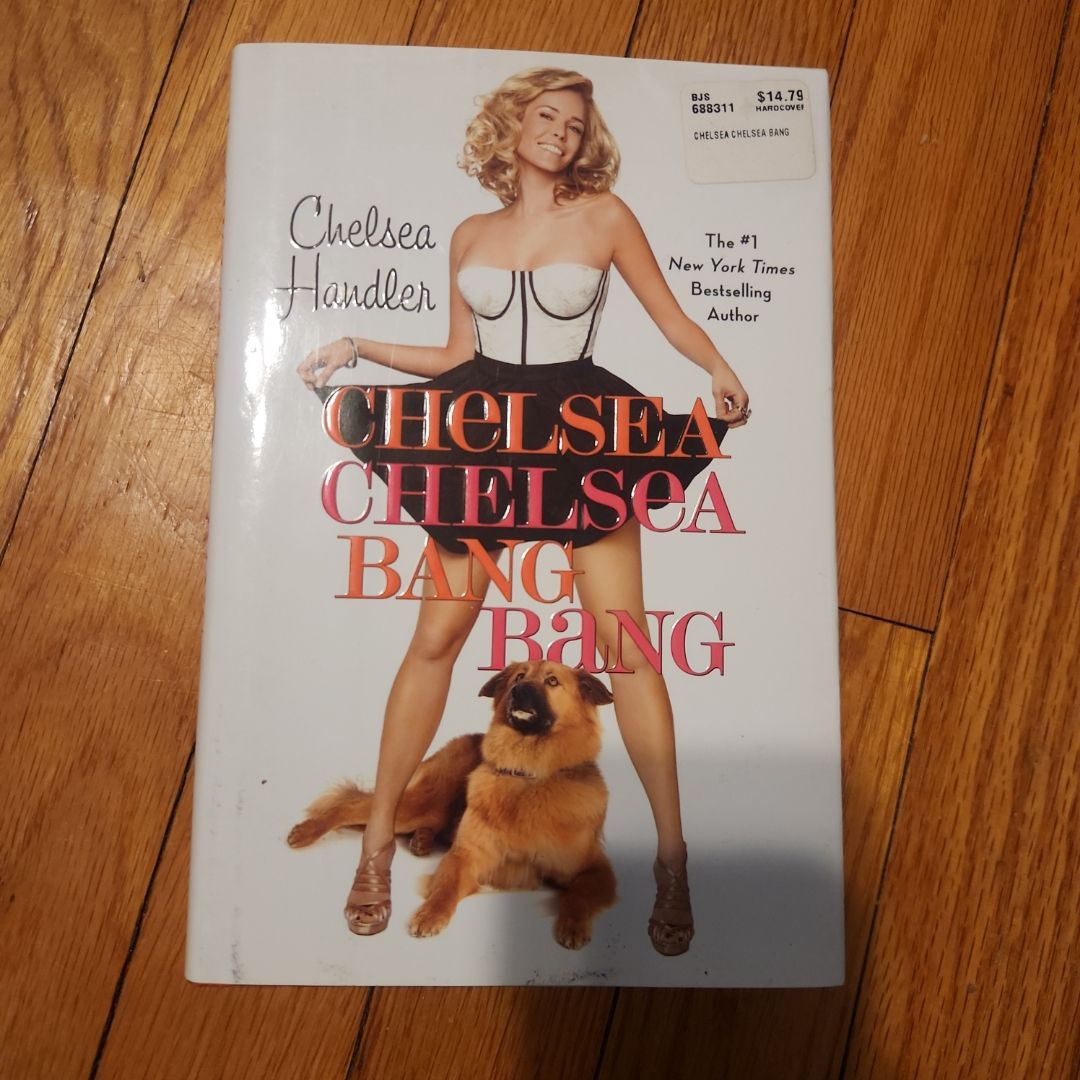 BJS $14.79
688311 HARDCOVER
CHELSEA CHELSEA BANG
Chelsea
Handler
The #1
New York Times
Bestselling
Author
CHeLSEA
CHELSeA
BANG
BaNG